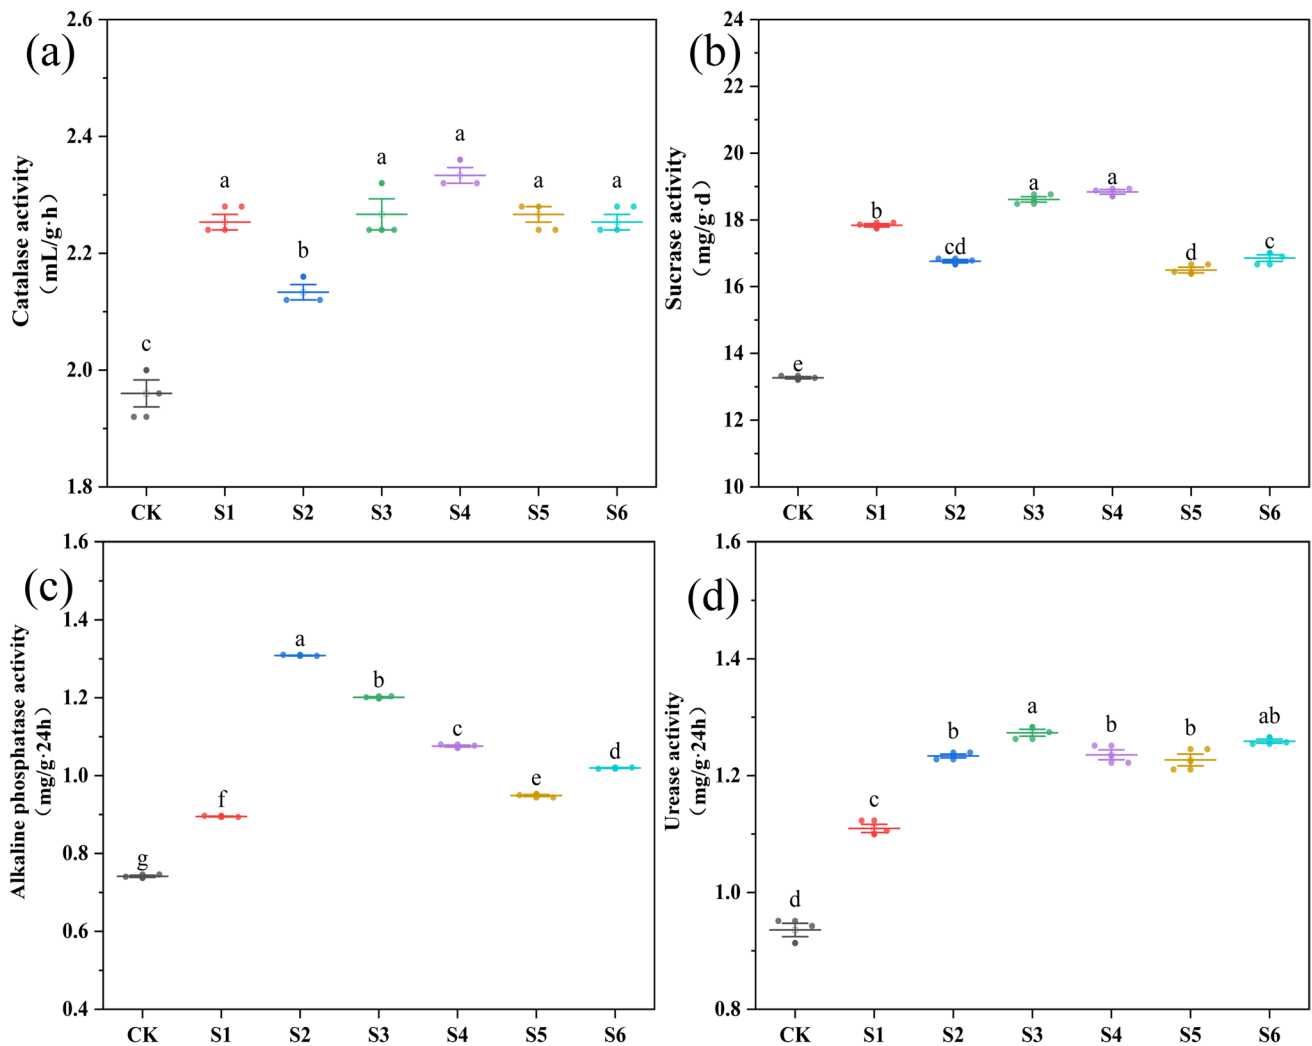 (a)
Catalase activity
(mL/g·h)
2.6
2.4
2.2
2.0
1.8
c
a
b
a
a
a
a
CK S1 S2 S3 S4 S5 S6
(b)
Sucrase activity
(mg/g·d)
24
22
20
18
16
14
12
10
e
b
cd
a
a
d
c
CK S1 S2 S3 S4 S5 S6
(c)
Alkaline phosphatase activity
(mg/g·24h)
1.6
1.4
1.2
1.0
0.8
0.6
0.4
g
f
a
b
c
e
d
CK S1 S2 S3 S4 S5 S6
(d)
Urease activity
(mg/g·24h)
1.6
1.4
1.2
1.0
0.8
d
c
b
a
b
b
ab
CK S1 S2 S3 S4 S5 S6